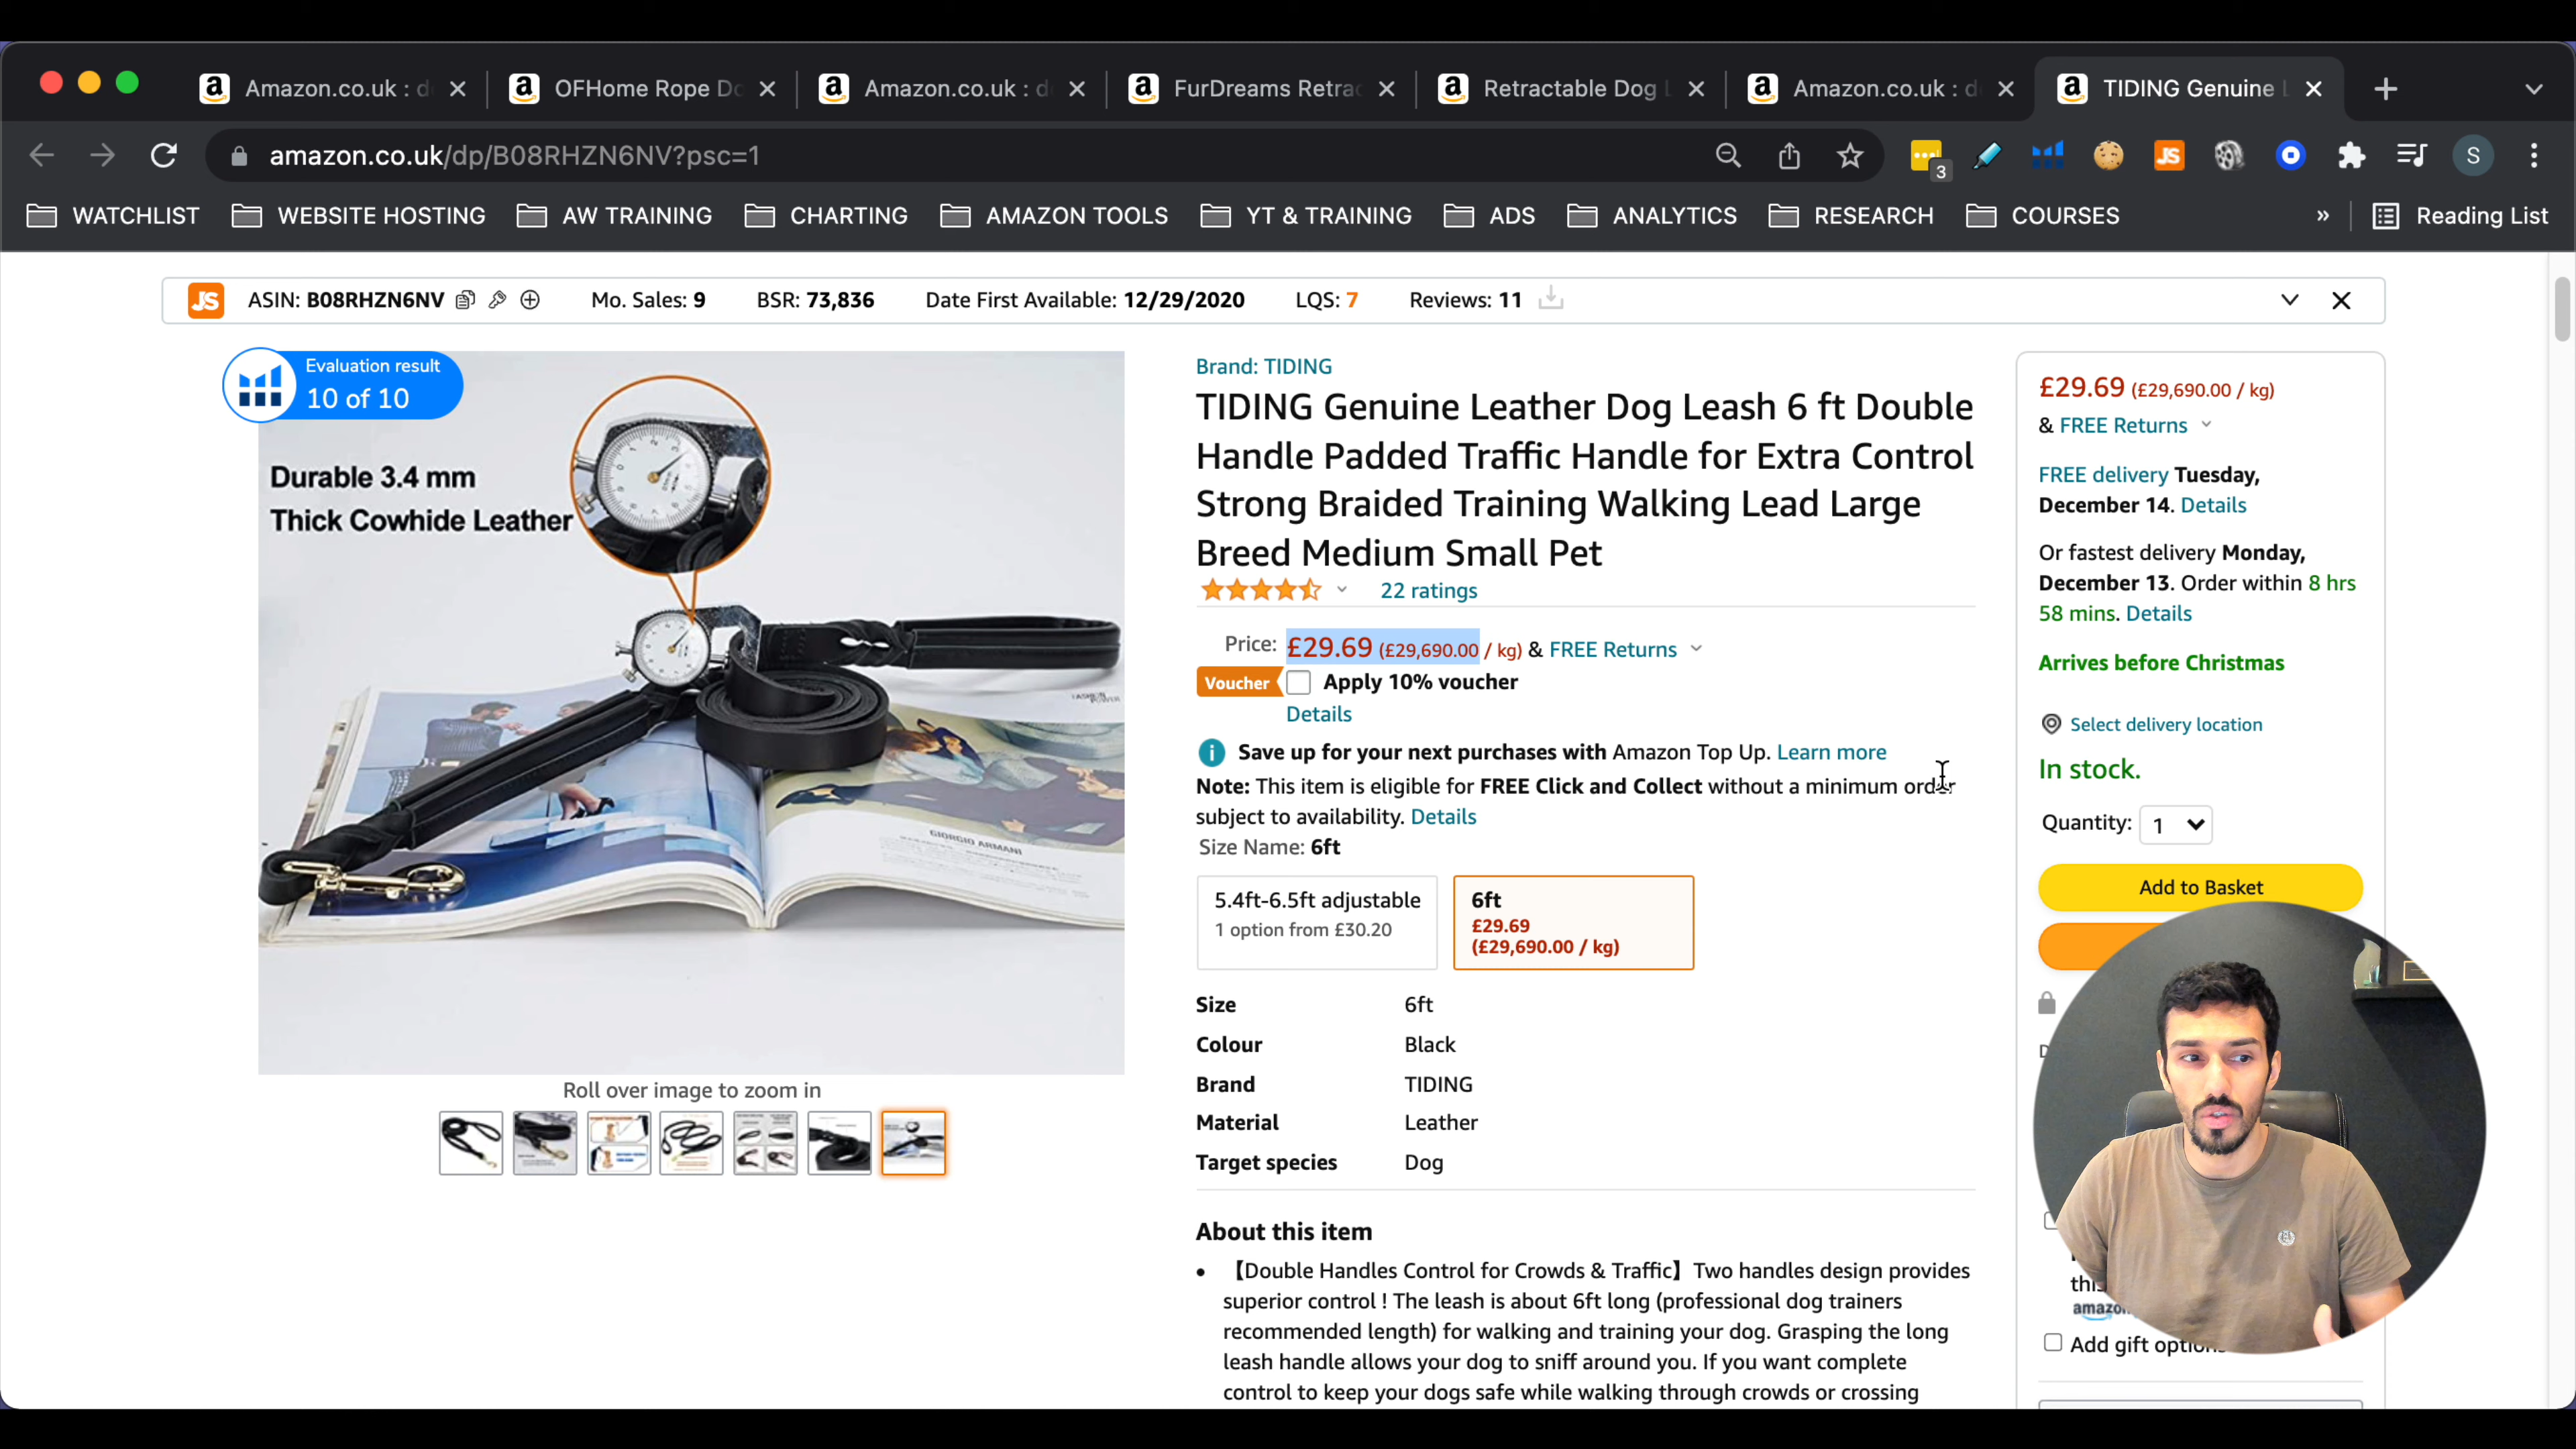 Amazon.co.uk : d
OFHome Rope Do
Amazon.co.uk : d
FurDreams Retrac
Retractable Dog L
Amazon.co.uk : d
TIDING Genuine L
amazon.co.uk/dp/B08RHZN6NV?psc=1
3
JS
S
WATCHLIST
WEBSITE HOSTING
AW TRAINING
CHARTING
AMAZON TOOLS
YT & TRAINING
ADS
ANALYTICS
RESEARCH
COURSES
»
Reading List
JS ASIN: B08RHZN6NV Mo. Sales: 9 BSR: 73,836 Date First Available: 12/29/2020 LQS: 7 Reviews: 11
Evaluation result
10 of 10
Durable 3.4 mm
Thick Cowhide Leather
GIORGIO ARMANI
Roll over image to zoom in
Brand: TIDING
TIDING Genuine Leather Dog Leash 6 ft Double
Handle Padded Traffic Handle for Extra Control
Strong Braided Training Walking Lead Large
Breed Medium Small Pet
22 ratings
Price: £29.69 (£29,690.00 / kg) & FREE Returns
Voucher Apply 10% voucher
Details
Save up for your next purchases with Amazon Top Up. Learn more
Note: This item is eligible for FREE Click and Collect without a minimum order
subject to availability. Details
Size Name: 6ft
5.4ft-6.5ft adjustable
1 option from £30.20
6ft
£29.69
(£29,690.00 / kg)
Size 6ft
Colour Black
Brand TIDING
Material Leather
Target species Dog
About this item
• 【Double Handles Control for Crowds & Traffic】Two handles design provides
superior control ! The leash is about 6ft long (professional dog trainers
recommended length) for walking and training your dog. Grasping the long
leash handle allows your dog to sniff around you. If you want complete
control to keep your dogs safe while walking through crowds or crossing
£29.69 (£29,690.00 / kg)
& FREE Returns
FREE delivery Tuesday,
December 14. Details
Or fastest delivery Monday,
December 13. Order within 8 hrs
58 mins. Details
Arrives before Christmas
Select delivery location
In stock.
Quantity: 1
Add to Basket
thi
amazon
Add gift options